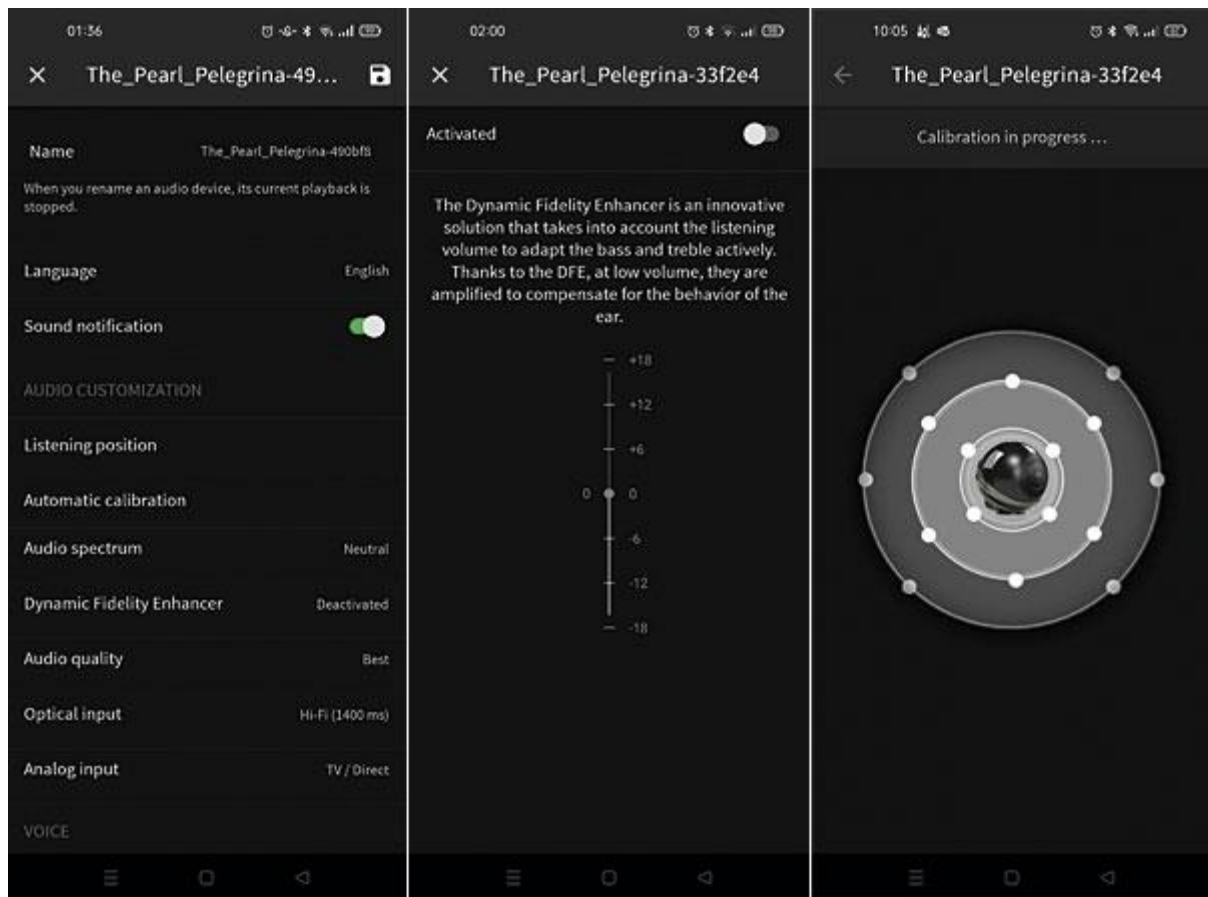 01:36
The_Pearl_Pelegrina-49...
Name The_Pearl_Pelegrina-490bf8
When you rename an audio device, its current playback is
stopped.
Language English
Sound notification
AUDIO CUSTOMIZATION
Listening position
Automatic calibration
Audio spectrum Neutral
Dynamic Fidelity Enhancer Deactivated
Audio quality Best
Optical input Hi-Fi (1400 ms)
Analog input TV / Direct
VOICE
02:00
The_Pearl_Pelegrina-33f2e4
Activated
The Dynamic Fidelity Enhancer is an innovative
solution that takes into account the listening
volume to adapt the bass and treble actively.
Thanks to the DFE, at low volume, they are
amplified to compensate for the behavior of the
ear.
+18
+12
+6
0 0
-6
-12
-18
10:05
The_Pearl_Pelegrina-33f2e4
Calibration in progress ...